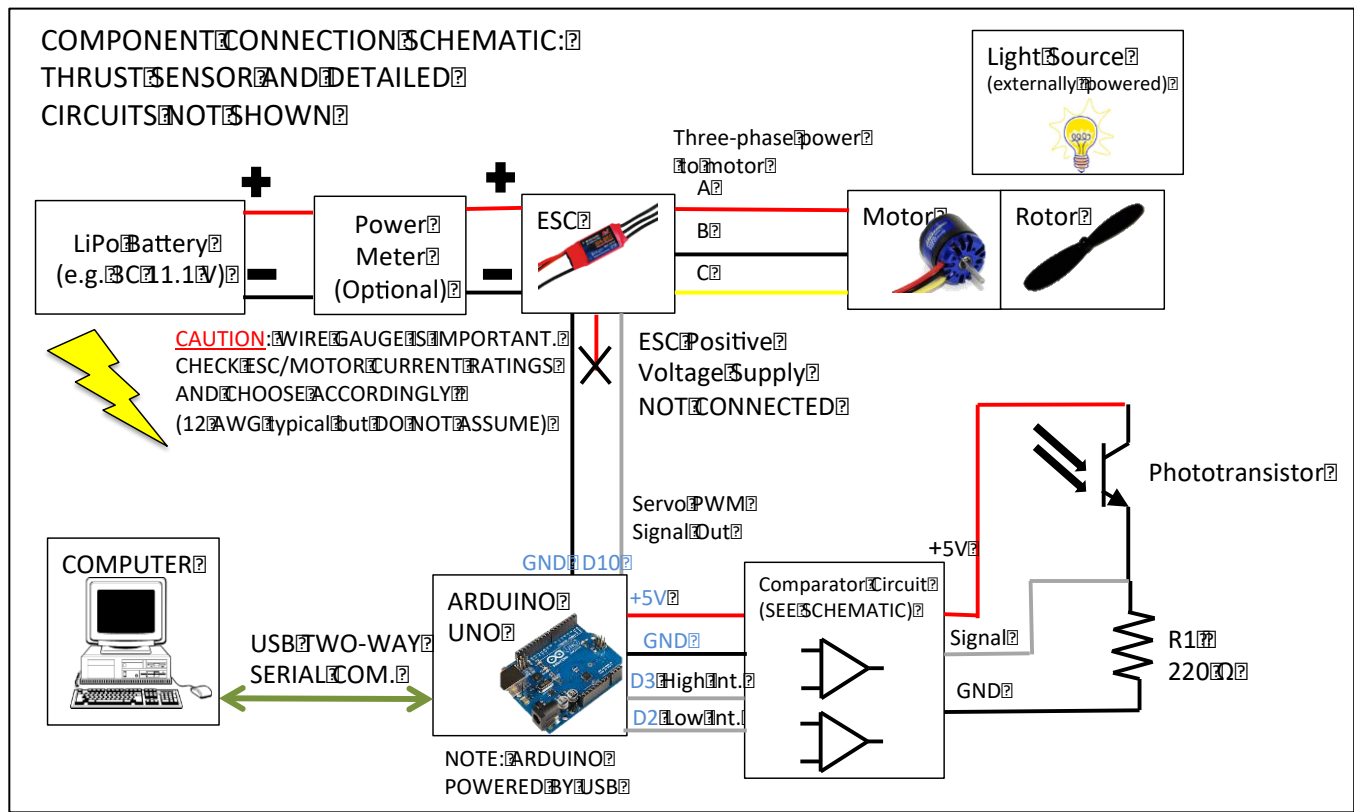 COMPONENT CONNECTION SCHEMATIC:
THRUST SENSOR AND DETAILED
CIRCUITS NOT SHOWN
Light Source
(externally powered)
Three-phase power
to motor
A
B
C
+
+
LiPo Battery
(e.g. 3C 11.1 V)
Power
Meter
(Optional)
ESC
Motor
Rotor
CAUTION: WIRE GAUGE IS IMPORTANT.
CHECK ESC/MOTOR CURRENT RATINGS
AND CHOOSE ACCORDINGLY
(12 AWG typical but DO NOT ASSUME)
ESC Positive
Voltage Supply
NOT CONNECTED
Phototransistor
Servo PWM
Signal Out
COMPUTER
USB TWO-WAY
SERIAL COM.
GND D10
ARDUINO
UNO
+5V
GND
D3 High Int.
D2 Low Int.
Comparator Circuit
(SEE SCHEMATIC)
+5V
Signal
GND
R1
220 Ω
NOTE: ARDUINO
POWERED BY USB